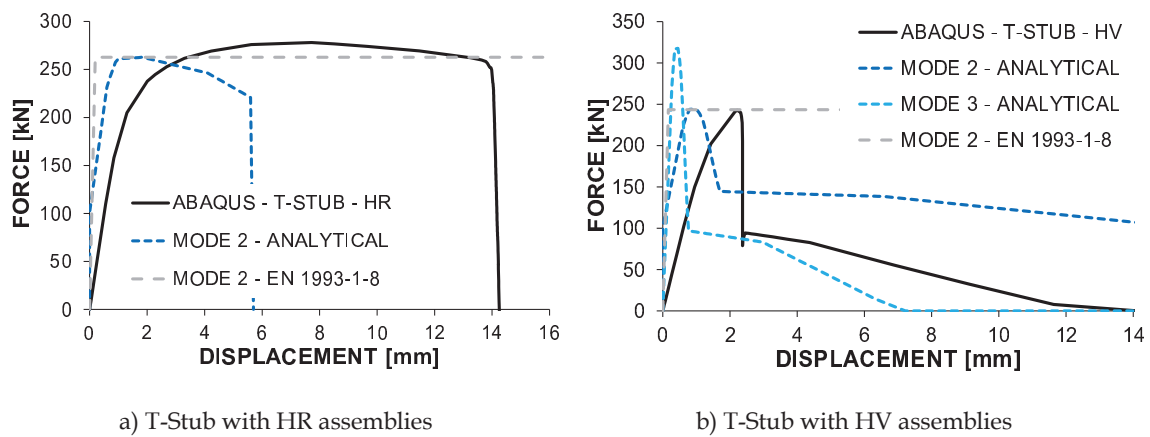 300
250
200
150
100
50
0
FORCE [kN]
ABAQUS - T-STUB - HR
MODE 2 - ANALYTICAL
MODE 2 - EN 1993-1-8
0 2 4 6 8 10 12 14 16
DISPLACEMENT [mm]
a) T-Stub with HR assemblies
350
300
250
200
150
100
50
0
FORCE [kN]
ABAQUS - T-STUB - HV
MODE 2 - ANALYTICAL
MODE 3 - ANALYTICAL
MODE 2 - EN 1993-1-8
0 2 4 6 8 10 12 14
DISPLACEMENT [mm]
b) T-Stub with HV assemblies